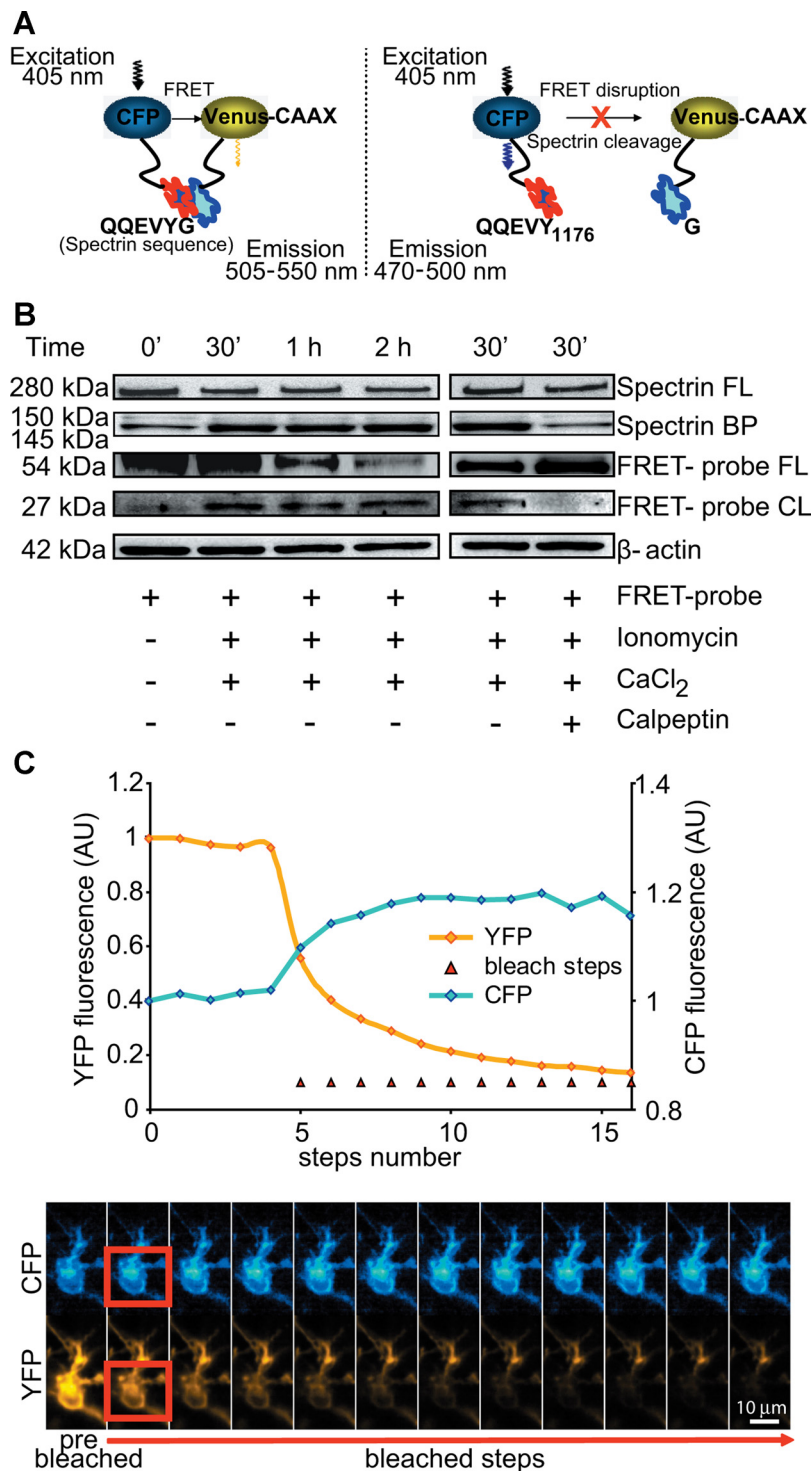 A
Excitation
405 nm
FRET
CFP
Venus-CAAX
QQEVYG
(Spectrin sequence)
Emission
505-550 nm
Excitation
405 nm
FRET disruption
CFP
X
Venus-CAAX
Spectrin cleavage
QQEVY1176
G
Emission
470-500 nm
B
Time 0' 30' 1 h 2 h 30' 30'
280 kDa Spectrin FL
150 kDa
145 kDa Spectrin BP
54 kDa FRET- probe FL
27 kDa FRET- probe CL
42 kDa β- actin
+ + + + + + FRET-probe
- + + + + + Ionomycin
- + + + + + CaCl2
- - - - - + Calpeptin
C
YFP fluorescence (AU)
1.2
1
0.8
0.6
0.4
0.2
0
CFP fluorescence (AU)
1.4
1.2
1
0.8
YFP
bleach steps
CFP
0 5 10 15
steps number
CFP
YFP
10 µm
pre
bleached
bleached steps